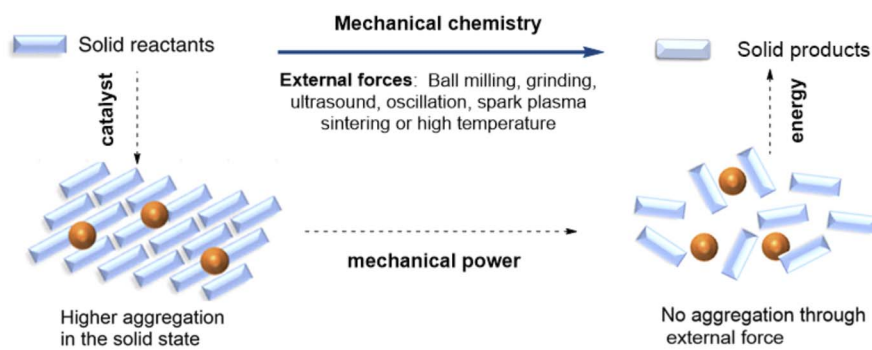 Solid reactants
Mechanical chemistry
Solid products
External forces: Ball milling, grinding,
ultrasound, oscillation, spark plasma
sintering or high temperature
catalyst
energy
mechanical power
Higher aggregation
in the solid state
No aggregation through
external force